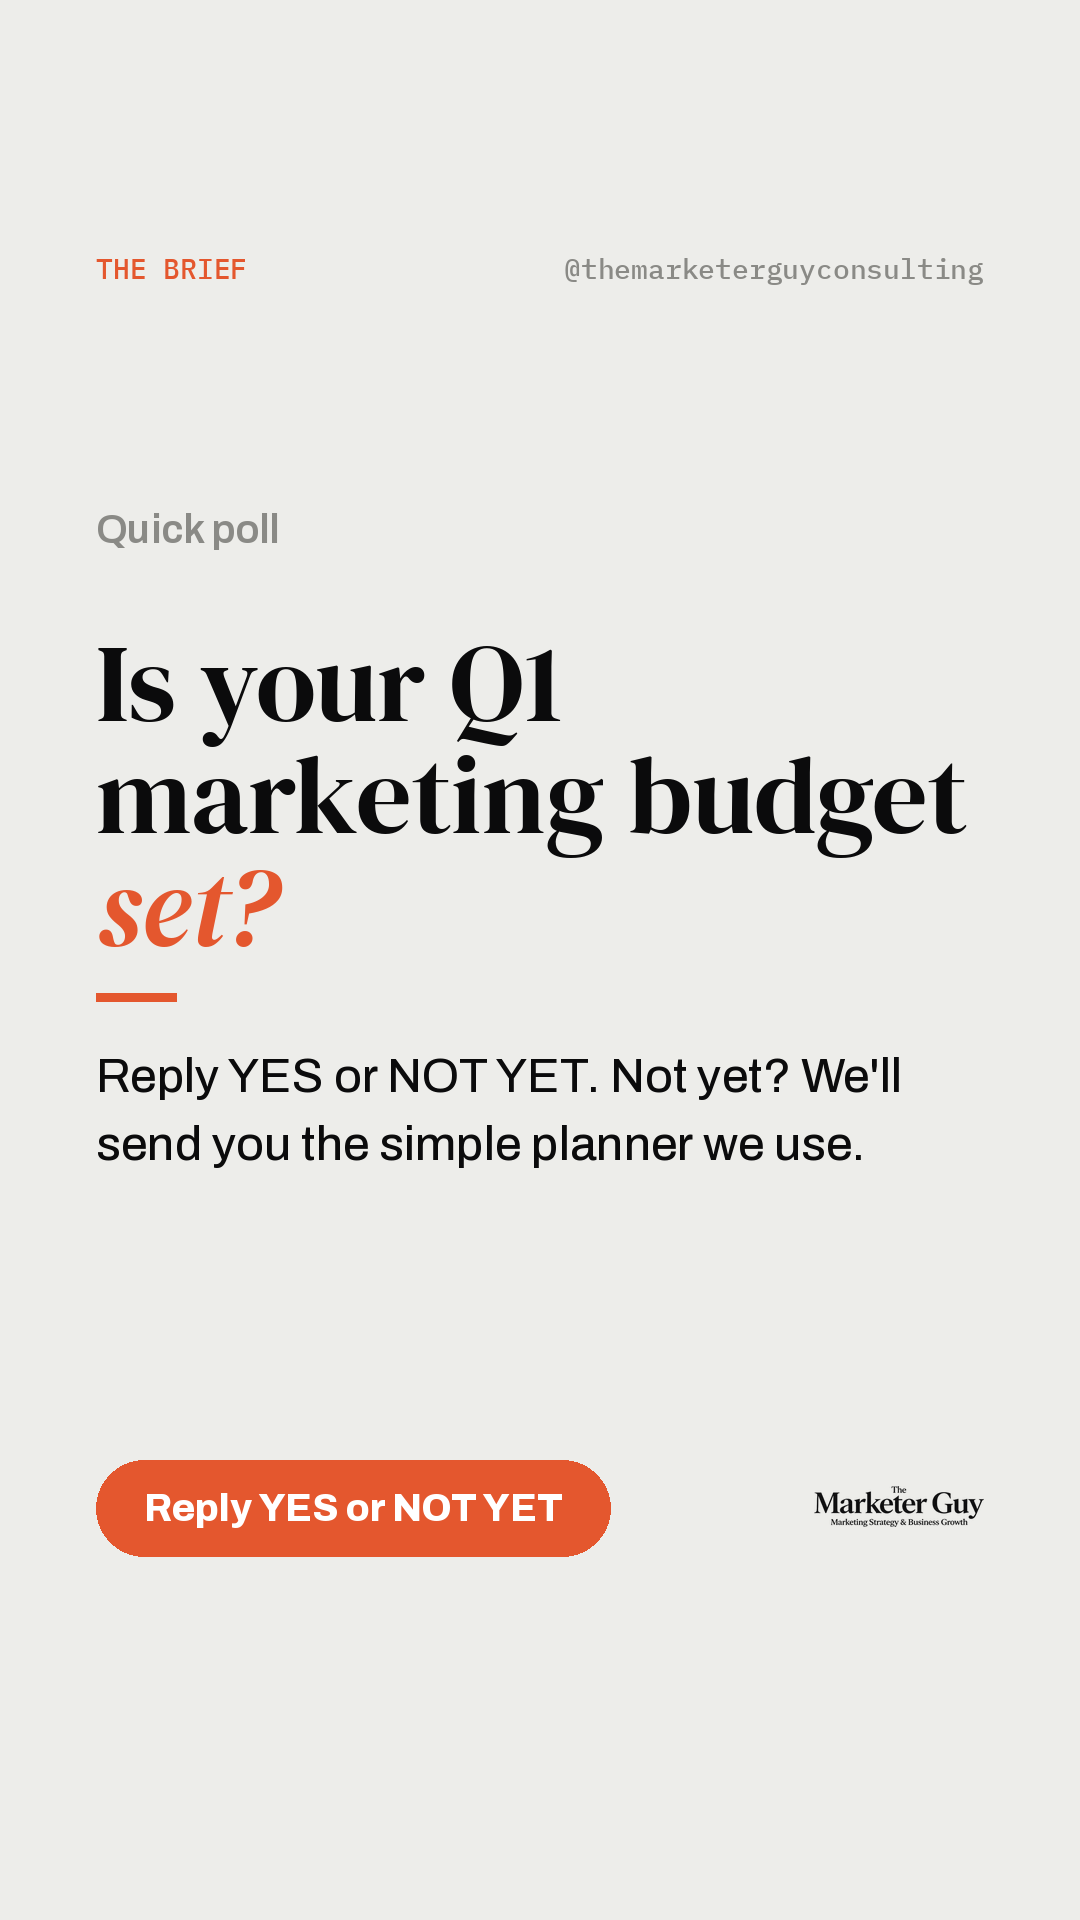 THE BRIEF
@themarketerguyconsulting
Quick poll
Is your Q1
marketing budget
set?
Reply YES or NOT YET. Not yet? We'll
send you the simple planner we use.
Reply YES or NOT YET
The
Marketer Guy
Marketing Strategy & Business Growth